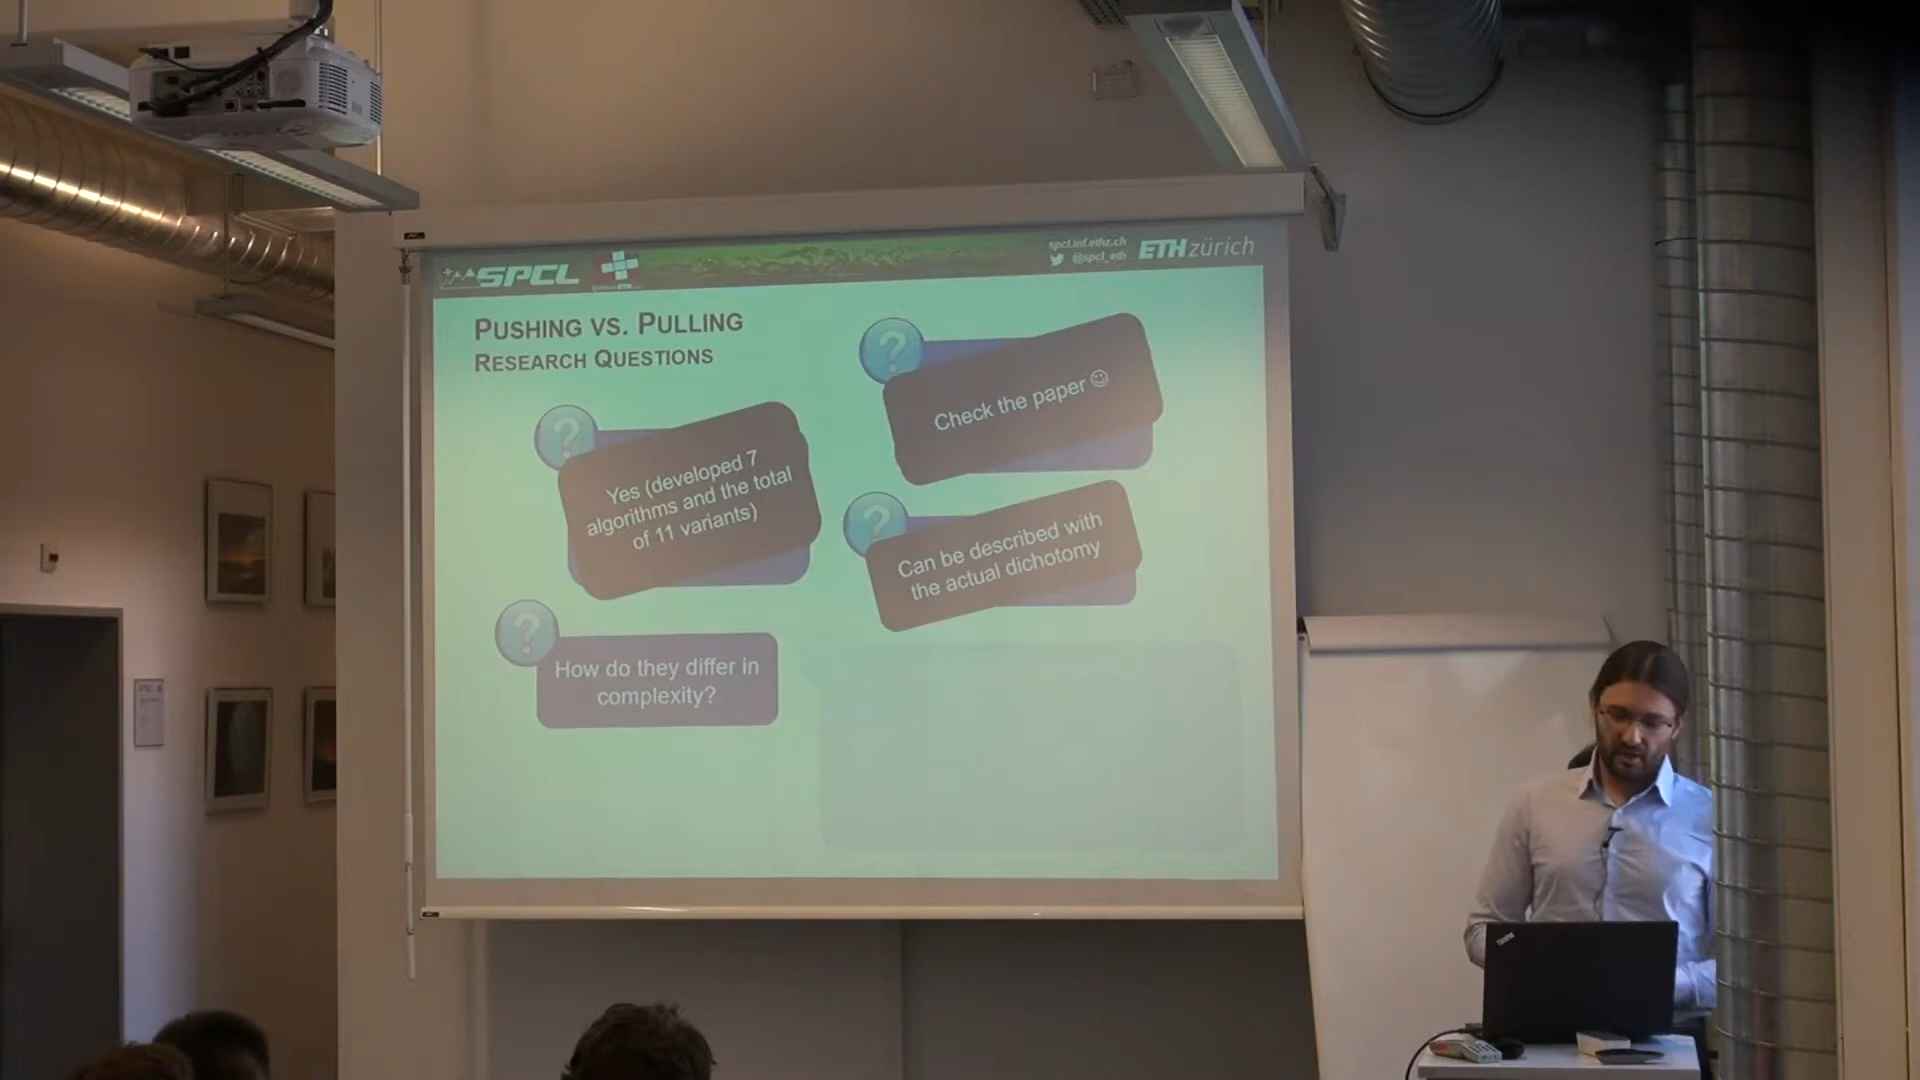 SPCL
spcl.inf.ethz.ch
@spcl_eth
ETH zürich
PUSHING VS. PULLING
RESEARCH QUESTIONS
Check the paper ☺
Yes (developed 7
algorithms and the total
of 11 variants)
Can be described with
the actual dichotomy
How do they differ in
complexity?